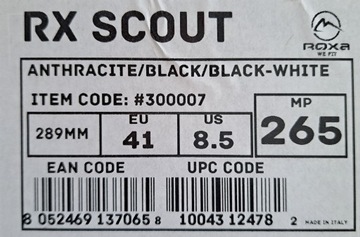 RX SCOUT
ROXA
WE FIT
ANTHRACITE/BLACK/BLACK-WHITE
ITEM CODE: #300007
MP
265
289MM
EU
41
US
8.5
EAN CODE
UPC CODE
8 052469 137065 8 10043 12478 2
MADE IN ITALY